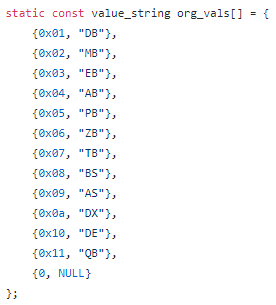 static const value_string org_vals[] = {
    {0x01, "DB"},
    {0x02, "MB"},
    {0x03, "EB"},
    {0x04, "AB"},
    {0x05, "PB"},
    {0x06, "ZB"},
    {0x07, "TB"},
    {0x08, "BS"},
    {0x09, "AS"},
    {0x0a, "DX"},
    {0x10, "DE"},
    {0x11, "QB"},
    {0, NULL}
};